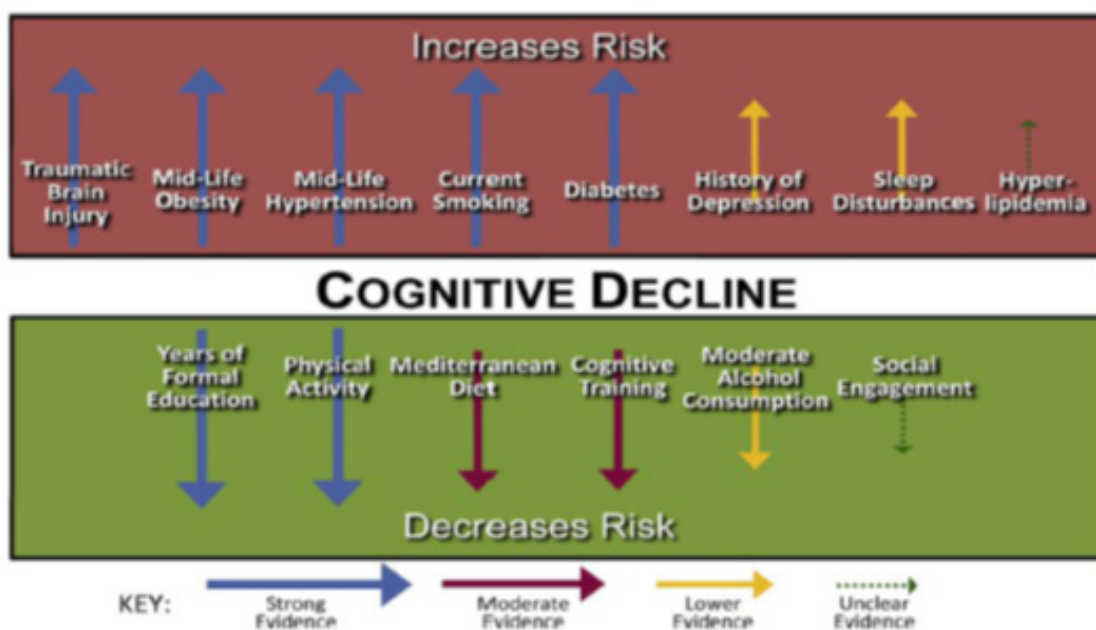 Increases Risk
Traumatic
Brain
Injury
Mid-Life
Obesity
Mid-Life
Hypertension
Current
Smoking
Diabetes
History of
Depression
Sleep
Disturbances
Hyper-
lipidemia
COGNITIVE DECLINE
Years of
Formal
Education
Physical
Activity
Mediterranean
Diet
Cognitive
Training
Moderate
Alcohol
Consumption
Social
Engagement
Decreases Risk
KEY:
Strong
Evidence
Moderate
Evidence
Lower
Evidence
Unclear
Evidence